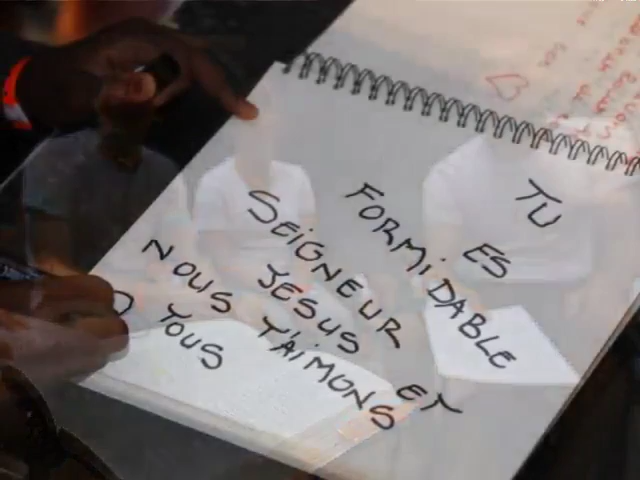 TU
ES
FORMIDABLE
SEIGNEUR
JESUS ET
NOUS T'AIMONS
TOUS